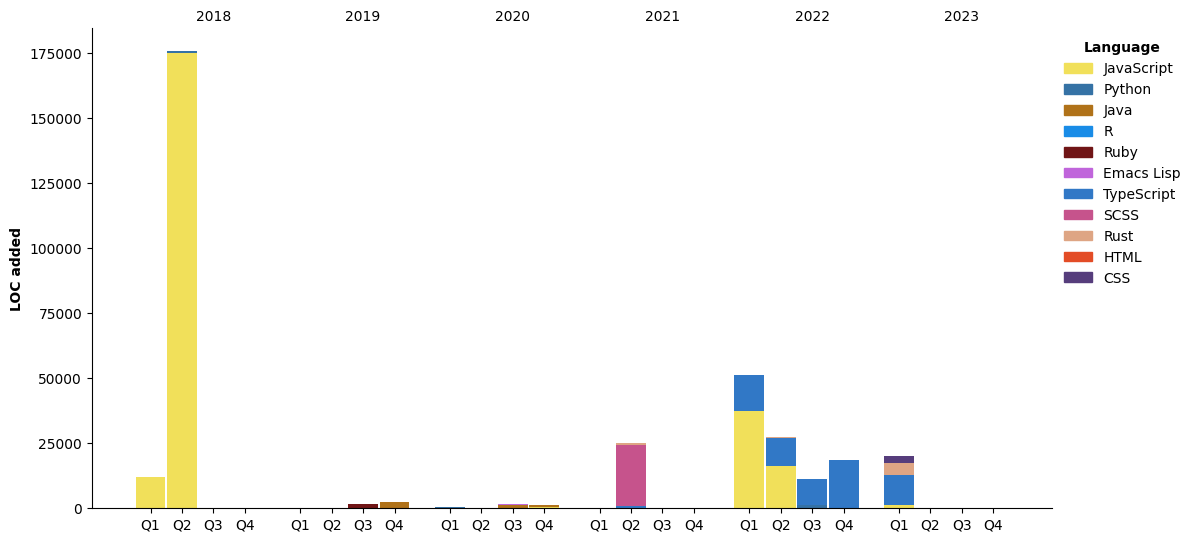 2018 2019 2020 2021 2022 2023
LOC added
175000
150000
125000
100000
75000
50000
25000
0
Q1 Q2 Q3 Q4 Q1 Q2 Q3 Q4 Q1 Q2 Q3 Q4 Q1 Q2 Q3 Q4 Q1 Q2 Q3 Q4 Q1 Q2 Q3 Q4
Language
JavaScript
Python
Java
R
Ruby
Emacs Lisp
TypeScript
SCSS
Rust
HTML
CSS